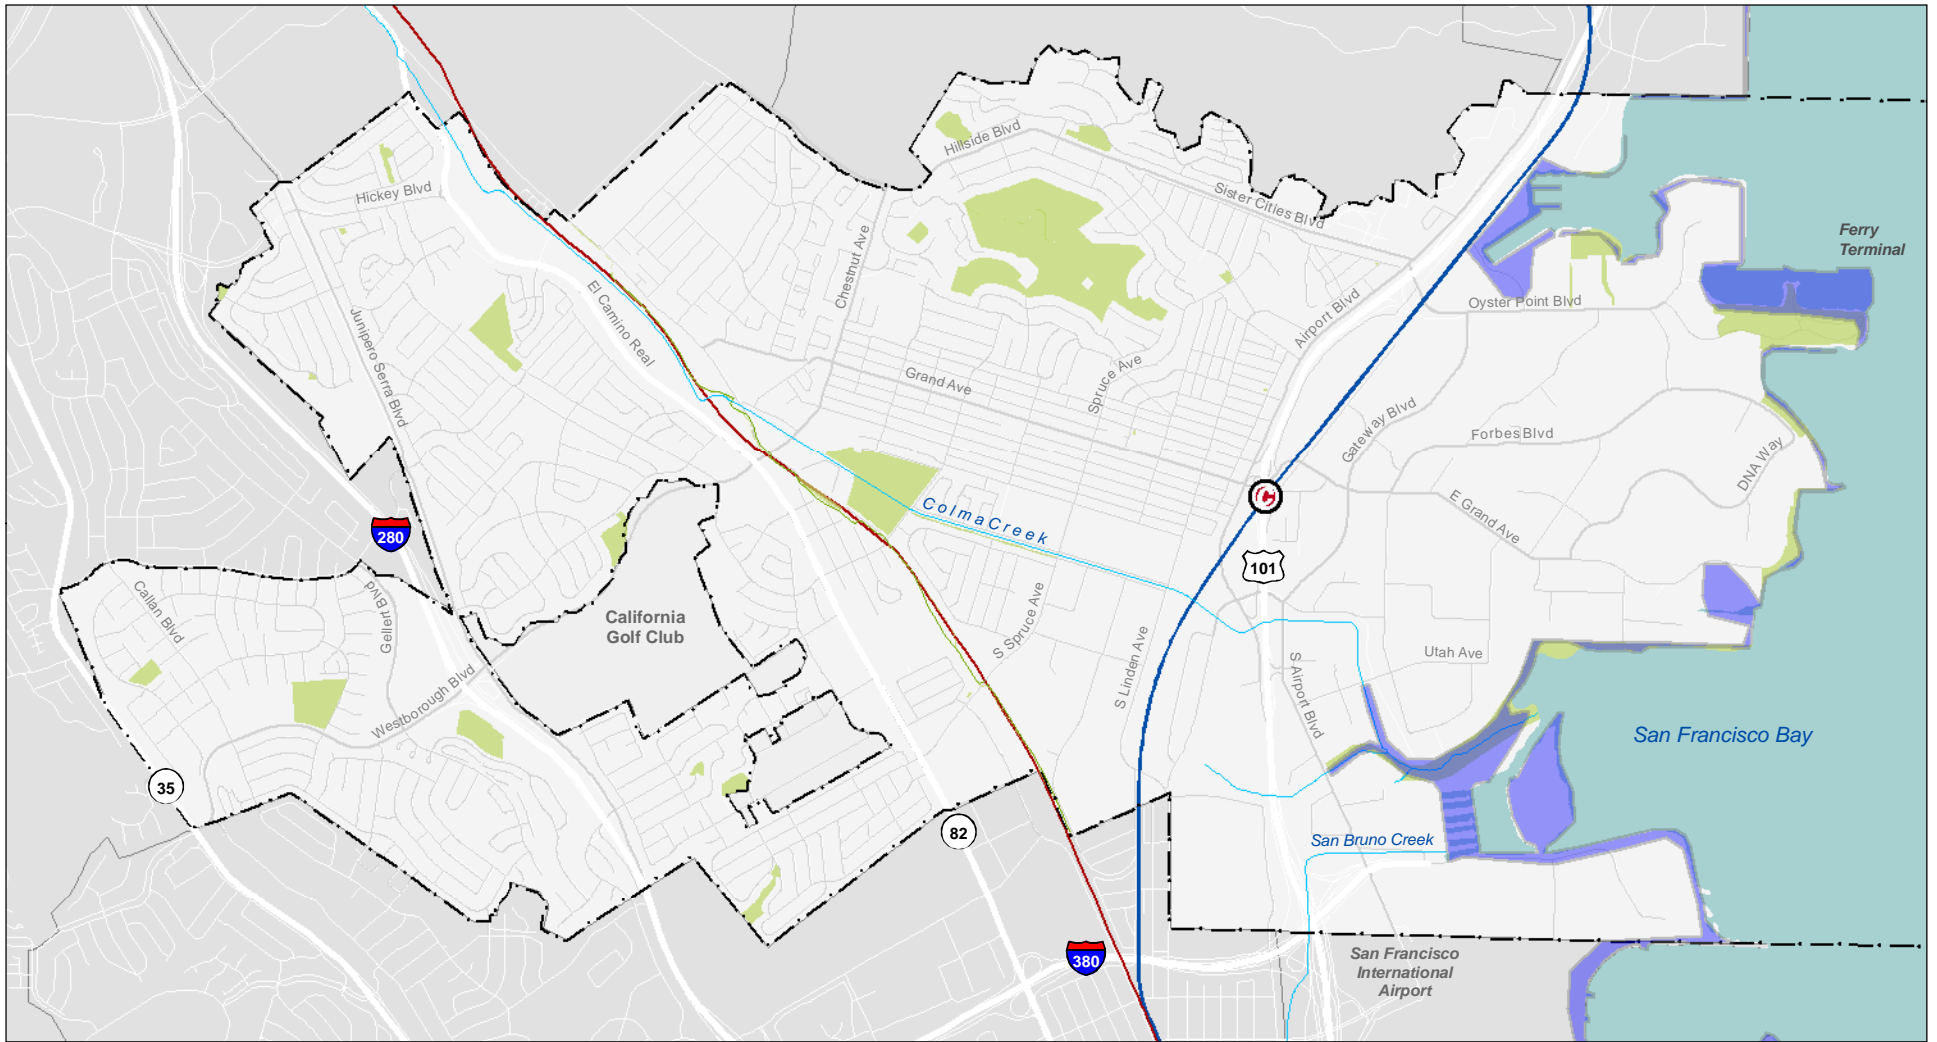 Hillside Blvd
Hickey Blvd
Sister Cities Blvd
Ferry
Terminal
Chestnut Ave
El Camino Real
Junipero Serra Blvd
Airport Blvd
Oyster Point Blvd
Grand Ave
Spruce Ave
Gateway Blvd
Forbes Blvd
DNA Way
E Grand Ave
Colma Creek
280
101
Callan Blvd
Gellert Blvd
California
Golf Club
S Spruce Ave
S Linden Ave
S Airport Blvd
Utah Ave
Westborough Blvd
San Francisco Bay
35
82
San Bruno Creek
380
San Francisco
International
Airport